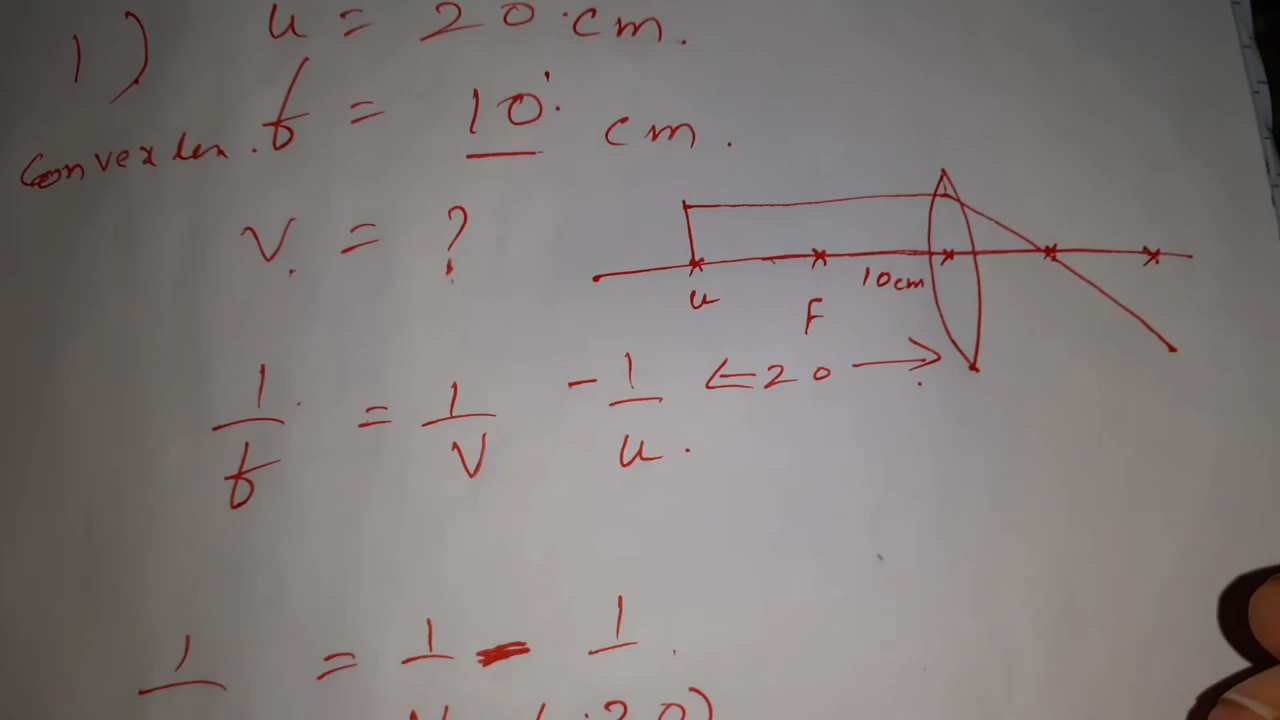 1) u = 20 cm.
f = 10 cm.
Convex len.
v = ?
10cm
u
F
← 20 →
1/f = 1/v - 1/u.
1 = 1 - 1